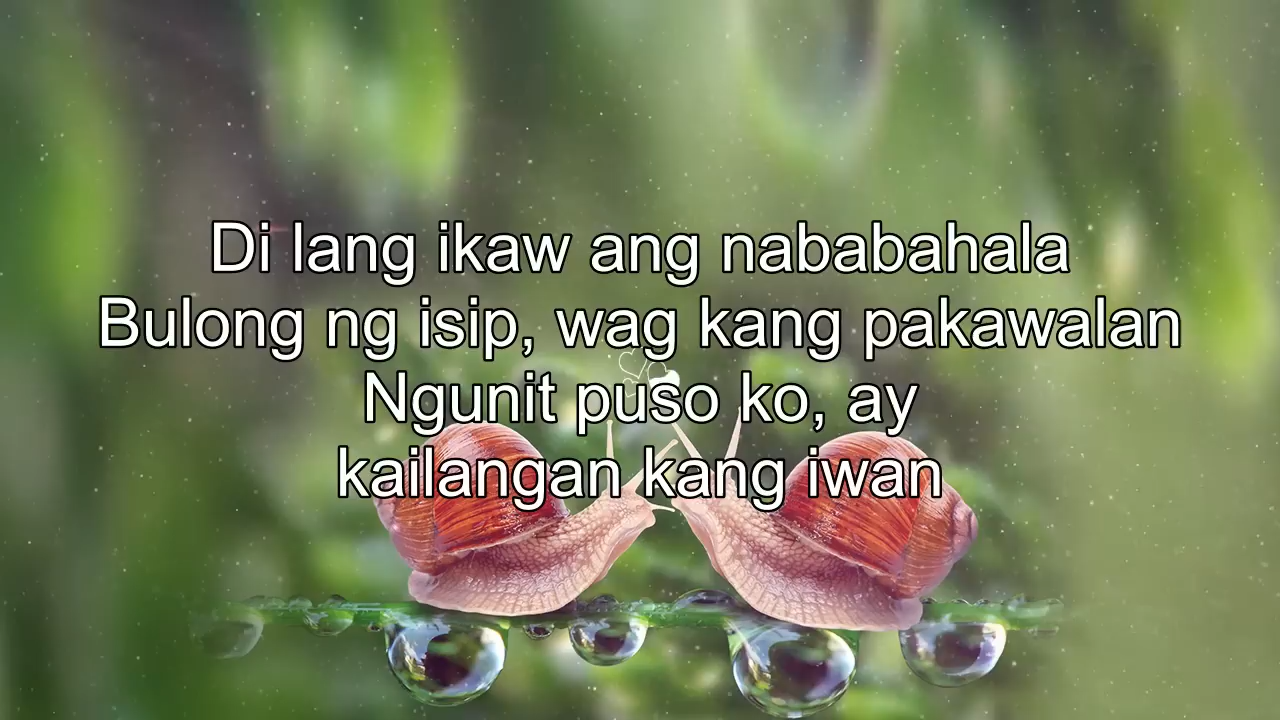 Di lang ikaw ang nababahala
Bulong ng isip, wag kang pakawalan
Ngunit puso ko, ay
kailangan kang iwan